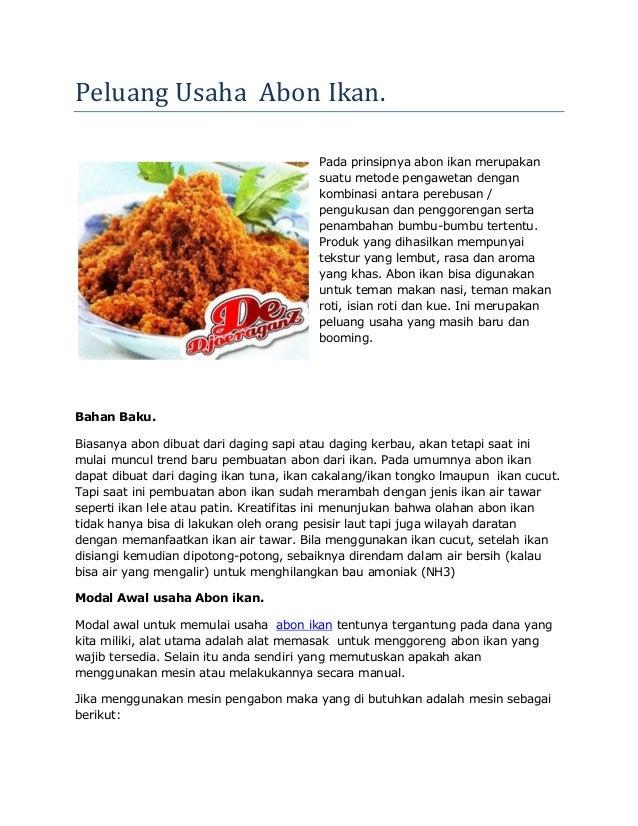 Peluang Usaha  Abon Ikan.
Pada prinsipnya abon ikan merupakan
suatu metode pengawetan dengan
kombinasi antara perebusan /
pengukusan dan penggorengan serta
penambahan bumbu-bumbu tertentu.
Produk yang dihasilkan mempunyai
tekstur yang lembut, rasa dan aroma
yang khas. Abon ikan bisa digunakan
untuk teman makan nasi, teman makan
roti, isian roti dan kue. Ini merupakan
peluang usaha yang masih baru dan
booming.
De
DjoeraganZ
Bahan Baku.
Biasanya abon dibuat dari daging sapi atau daging kerbau, akan tetapi saat ini
mulai muncul trend baru pembuatan abon dari ikan. Pada umumnya abon ikan
dapat dibuat dari daging ikan tuna, ikan cakalang/ikan tongko lmaupun  ikan cucut.
Tapi saat ini pembuatan abon ikan sudah merambah dengan jenis ikan air tawar
seperti ikan lele atau patin. Kreatifitas ini menunjukan bahwa olahan abon ikan
tidak hanya bisa di lakukan oleh orang pesisir laut tapi juga wilayah daratan
dengan memanfaatkan ikan air tawar. Bila menggunakan ikan cucut, setelah ikan
disiangi kemudian dipotong-potong, sebaiknya direndam dalam air bersih (kalau
bisa air yang mengalir) untuk menghilangkan bau amoniak (NH3)
Modal Awal usaha Abon ikan.
Modal awal untuk memulai usaha  abon ikan tentunya tergantung pada dana yang
kita miliki, alat utama adalah alat memasak  untuk menggoreng abon ikan yang
wajib tersedia. Selain itu anda sendiri yang memutuskan apakah akan
menggunakan mesin atau melakukannya secara manual.
Jika menggunakan mesin pengabon maka yang di butuhkan adalah mesin sebagai
berikut: